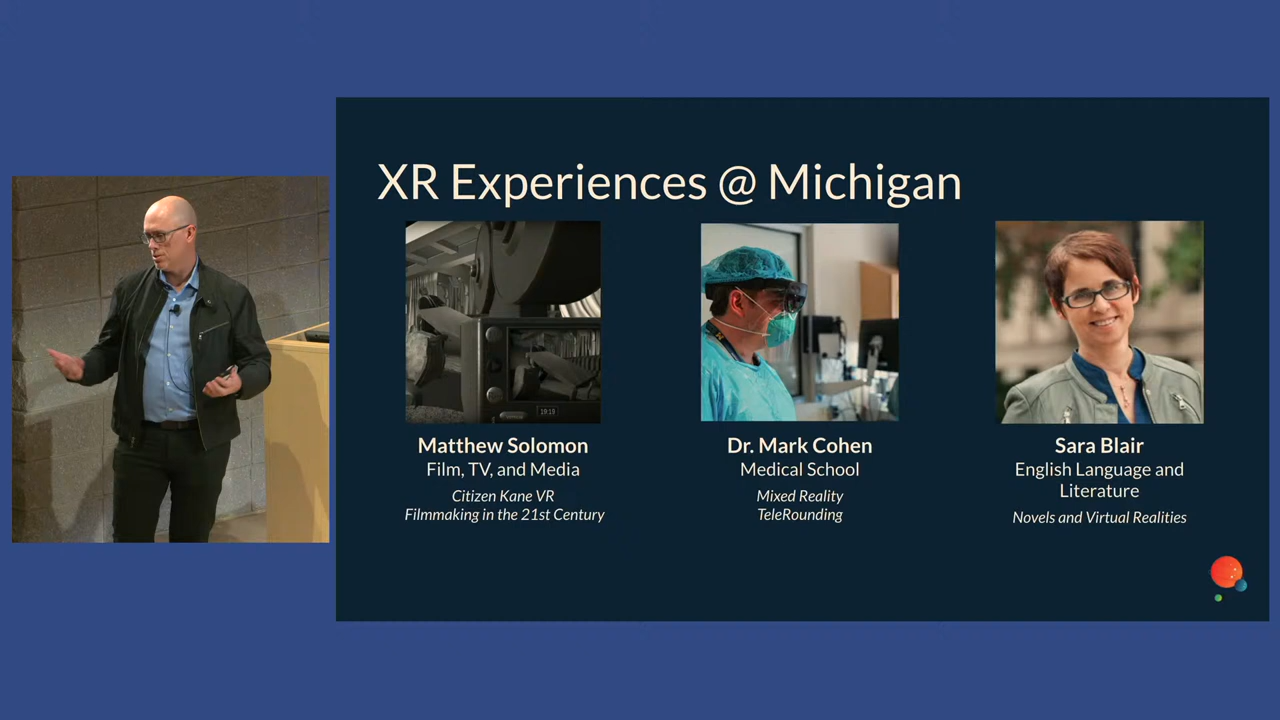 XR Experiences @ Michigan
Matthew Solomon
Film, TV, and Media
Citizen Kane VR
Filmmaking in the 21st Century
Dr. Mark Cohen
Medical School
Mixed Reality
TeleRounding
Sara Blair
English Language and
Literature
Novels and Virtual Realities